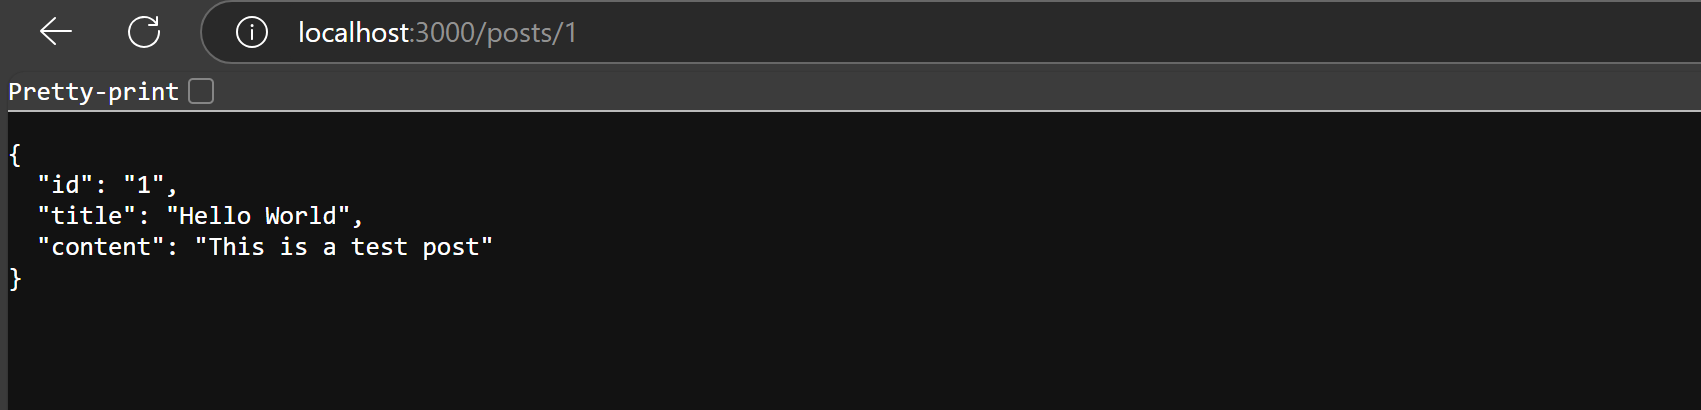 localhost:3000/posts/1
Pretty-print
{
  "id": "1",
  "title": "Hello World",
  "content": "This is a test post"
}